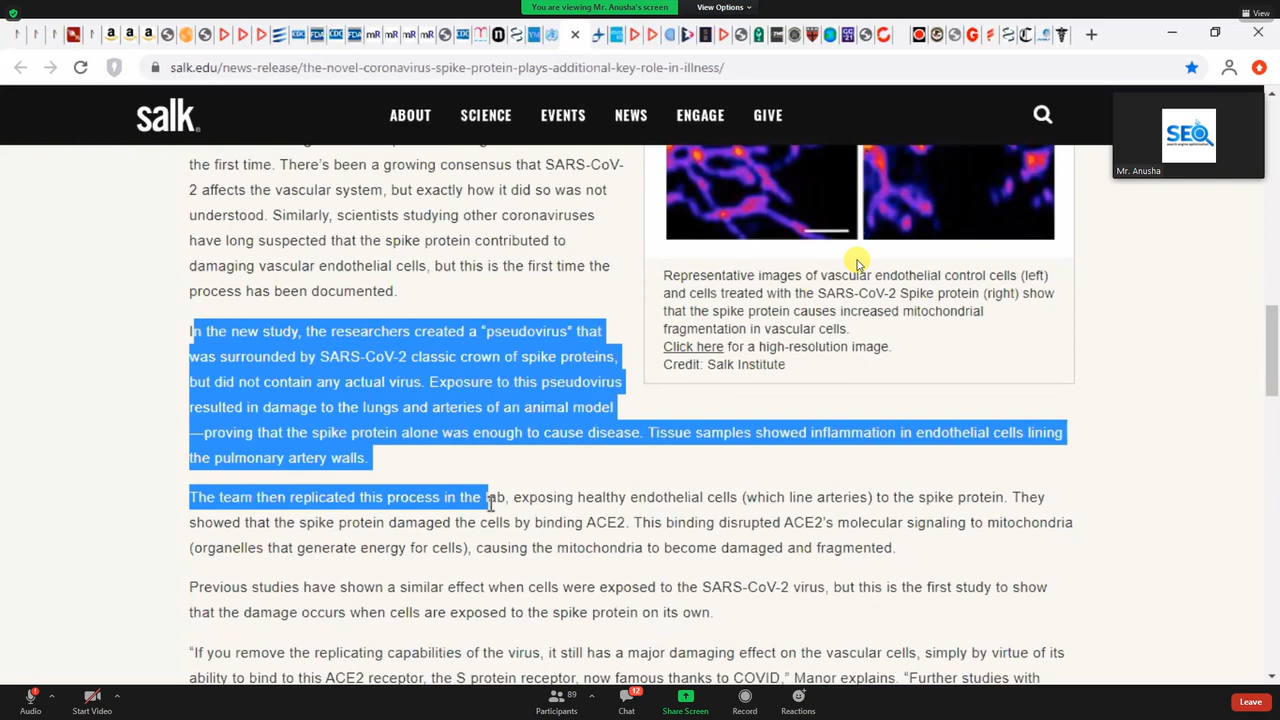 You are viewing Mr. Anusha's screen
View Options
View
salk.edu/news-release/the-novel-coronavirus-spike-protein-plays-additional-key-role-in-illness/
salk
ABOUT
SCIENCE
EVENTS
NEWS
ENGAGE
GIVE
SEO
Mr. Anusha
the first time. There's been a growing consensus that SARS-CoV-
2 affects the vascular system, but exactly how it did so was not
understood. Similarly, scientists studying other coronaviruses
have long suspected that the spike protein contributed to
damaging vascular endothelial cells, but this is the first time the
process has been documented.
Representative images of vascular endothelial control cells (left)
and cells treated with the SARS-CoV-2 Spike protein (right) show
that the spike protein causes increased mitochondrial
fragmentation in vascular cells.
Click here for a high-resolution image.
Credit: Salk Institute
In the new study, the researchers created a “pseudovirus” that
was surrounded by SARS-CoV-2 classic crown of spike proteins,
but did not contain any actual virus. Exposure to this pseudovirus
resulted in damage to the lungs and arteries of an animal model
—proving that the spike protein alone was enough to cause disease. Tissue samples showed inflammation in endothelial cells lining
the pulmonary artery walls.
The team then replicated this process in the lab, exposing healthy endothelial cells (which line arteries) to the spike protein. They
showed that the spike protein damaged the cells by binding ACE2. This binding disrupted ACE2's molecular signaling to mitochondria
(organelles that generate energy for cells), causing the mitochondria to become damaged and fragmented.
Previous studies have shown a similar effect when cells were exposed to the SARS-CoV-2 virus, but this is the first study to show
that the damage occurs when cells are exposed to the spike protein on its own.
“If you remove the replicating capabilities of the virus, it still has a major damaging effect on the vascular cells, simply by virtue of its
ability to bind to this ACE2 receptor, the S protein receptor, now famous thanks to COVID,” Manor explains. “Further studies with
Audio
Start Video
89
Participants
12
Chat
Share Screen
Record
Reactions
Leave